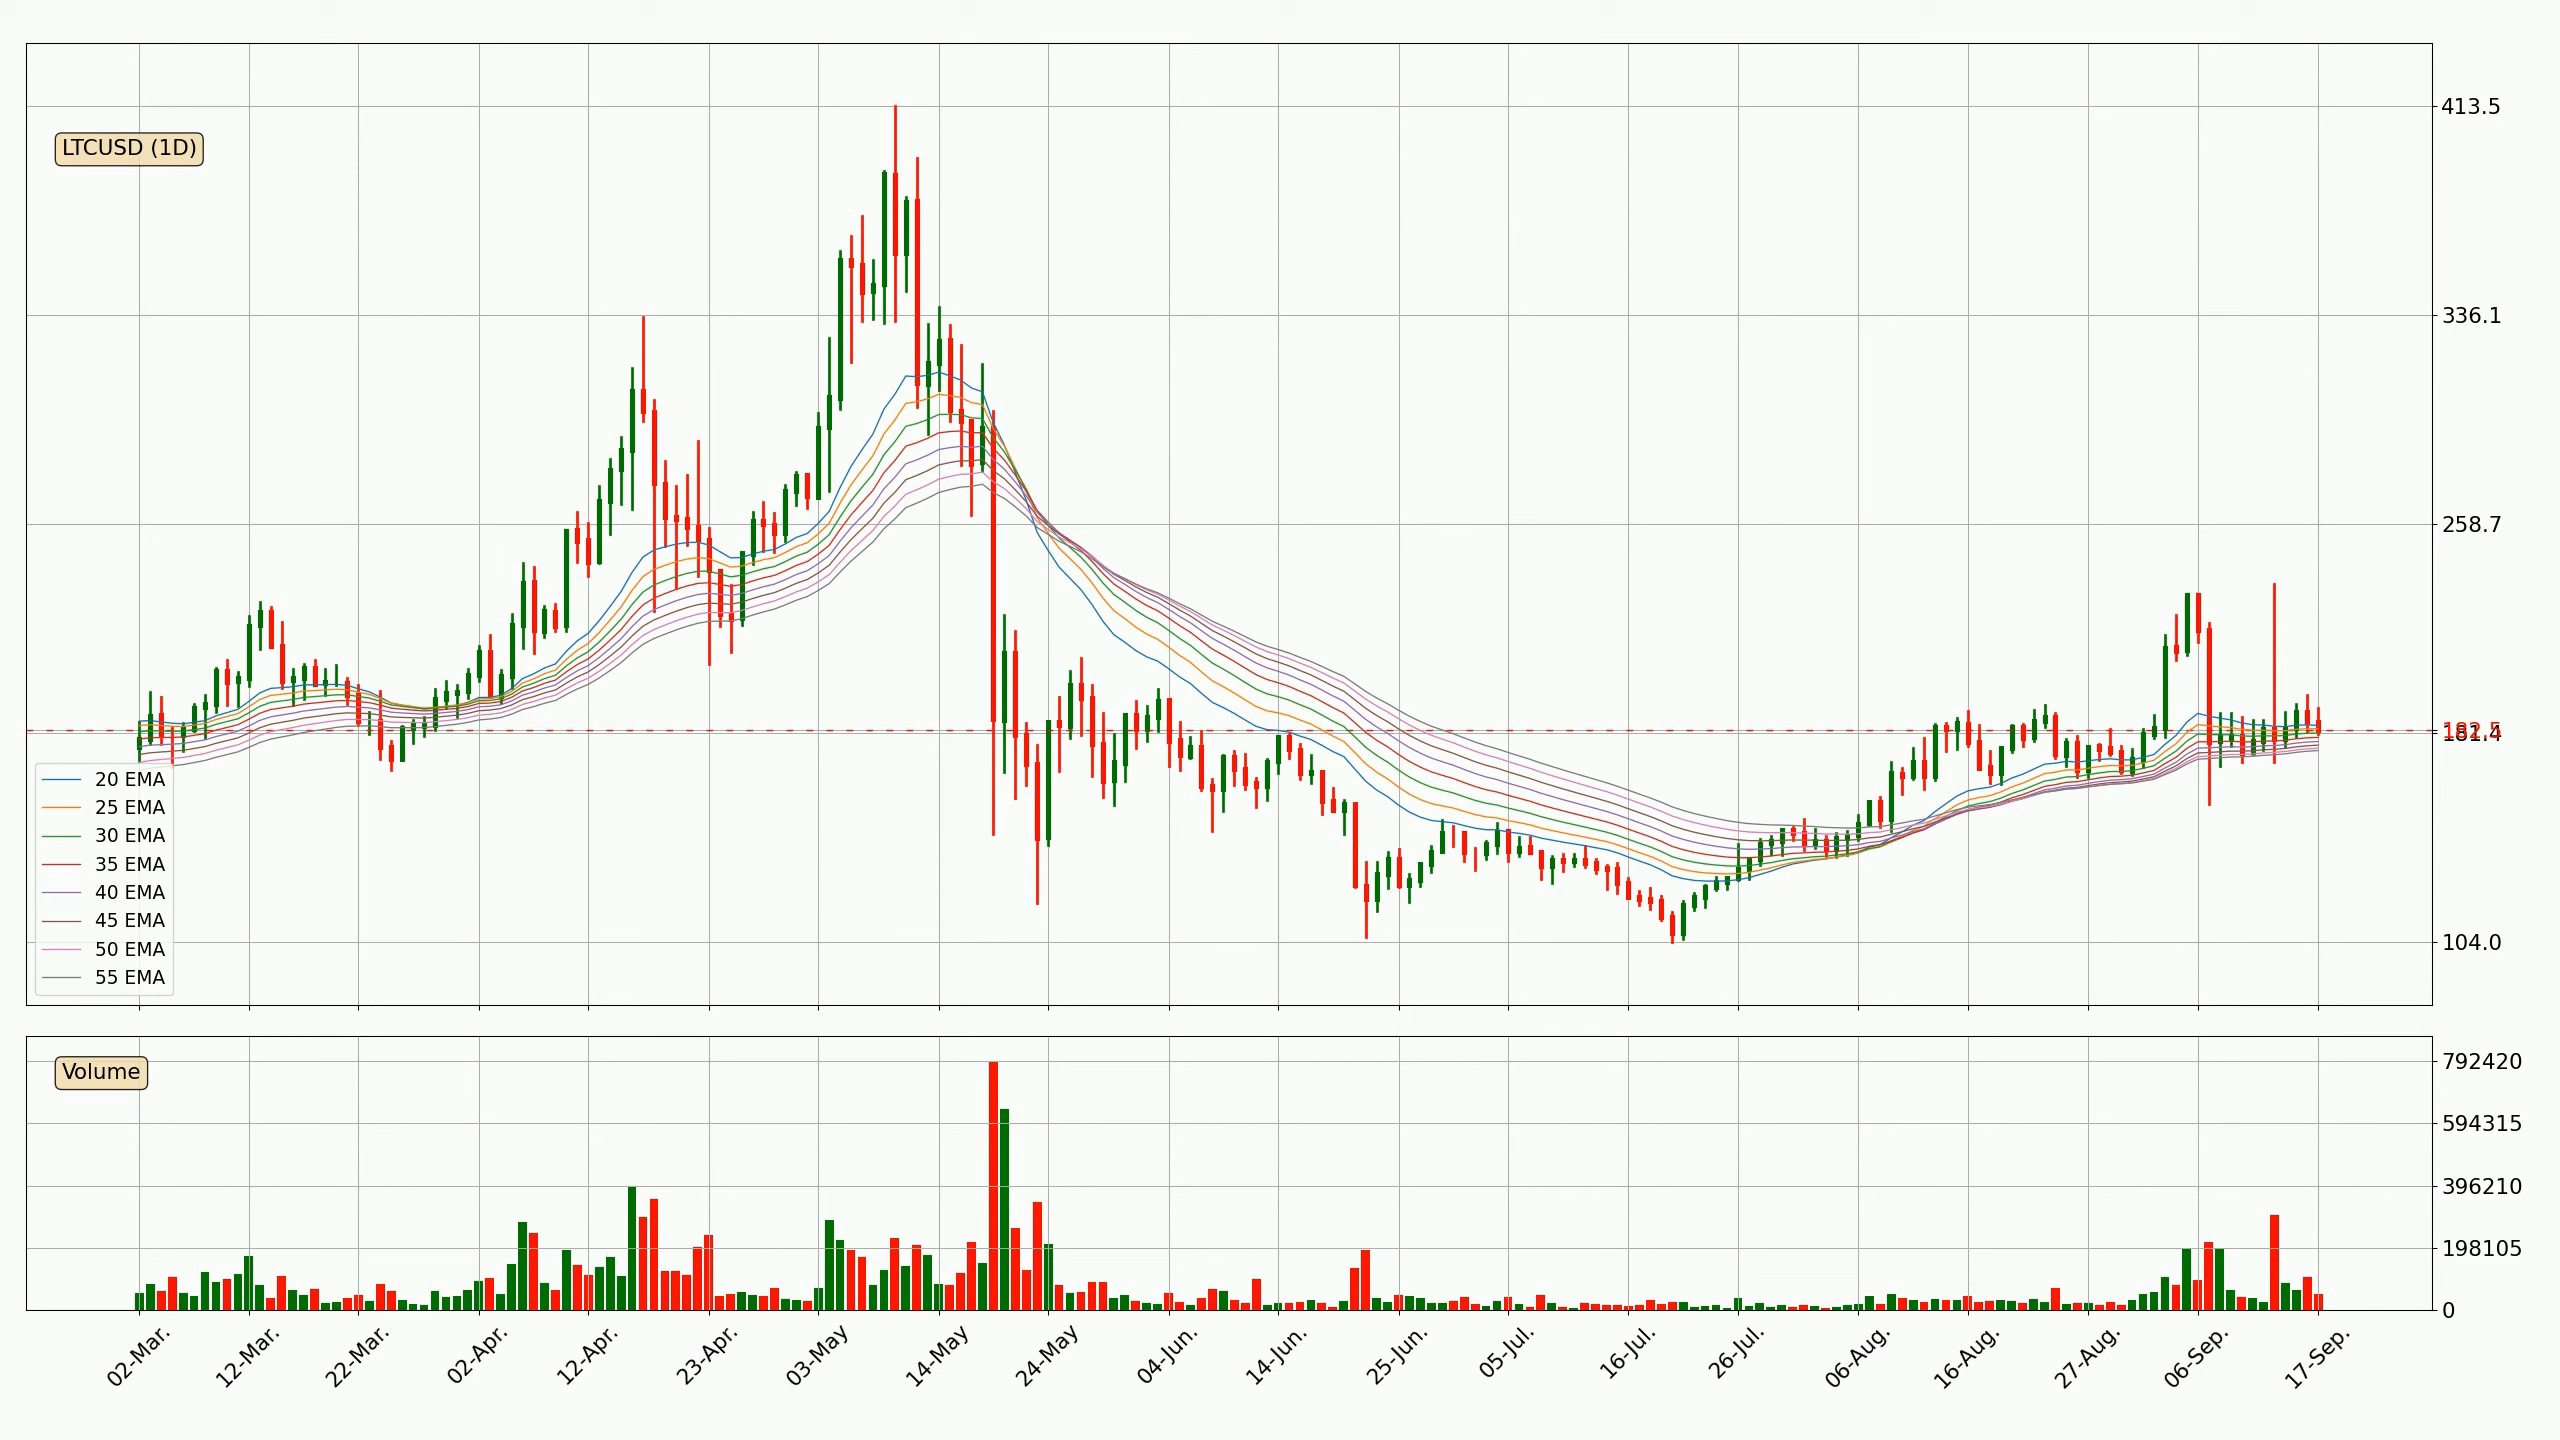 LTCUSD (1D)
413.5
336.1
258.7
182.5
181.4
104.0
20 EMA
25 EMA
30 EMA
35 EMA
40 EMA
45 EMA
50 EMA
55 EMA
Volume
792420
594315
396210
198105
0
02-Mar. 12-Mar. 22-Mar. 02-Apr. 12-Apr. 23-Apr. 03-May 14-May 24-May 04-Jun. 14-Jun. 25-Jun. 05-Jul. 16-Jul. 26-Jul. 06-Aug. 16-Aug. 27-Aug. 06-Sep. 17-Sep.